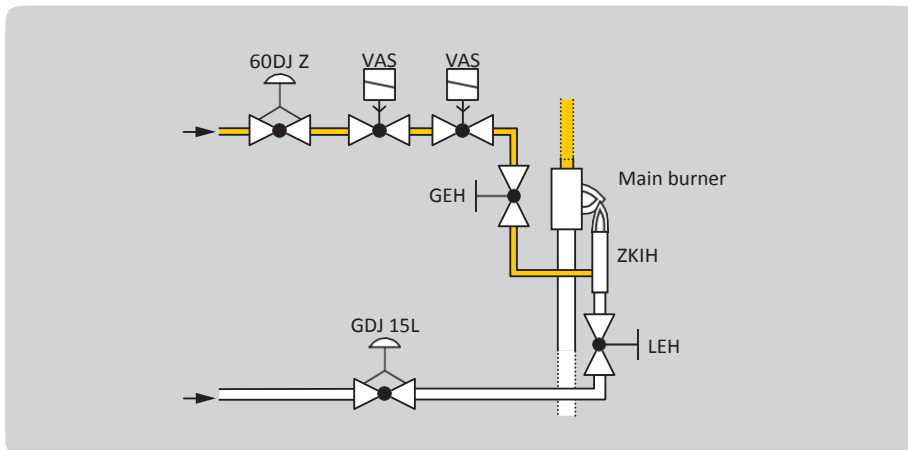 60DJ Z
VAS
VAS
Main burner
GEH
ZKIH
GDJ 15L
LEH